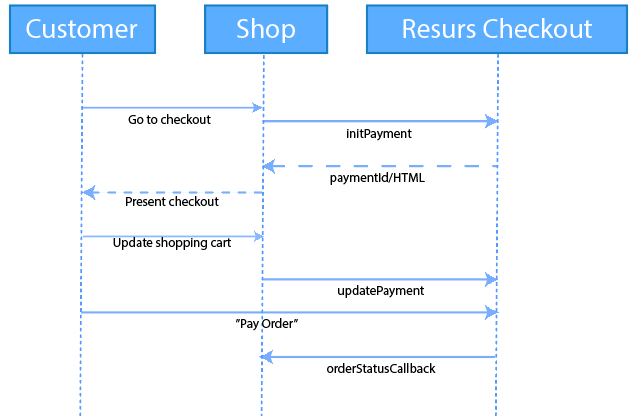 Customer
Shop
Resurs Checkout
Go to checkout
initPayment
paymentId/HTML
Present checkout
Update shopping cart
updatePayment
"Pay Order"
orderStatusCallback